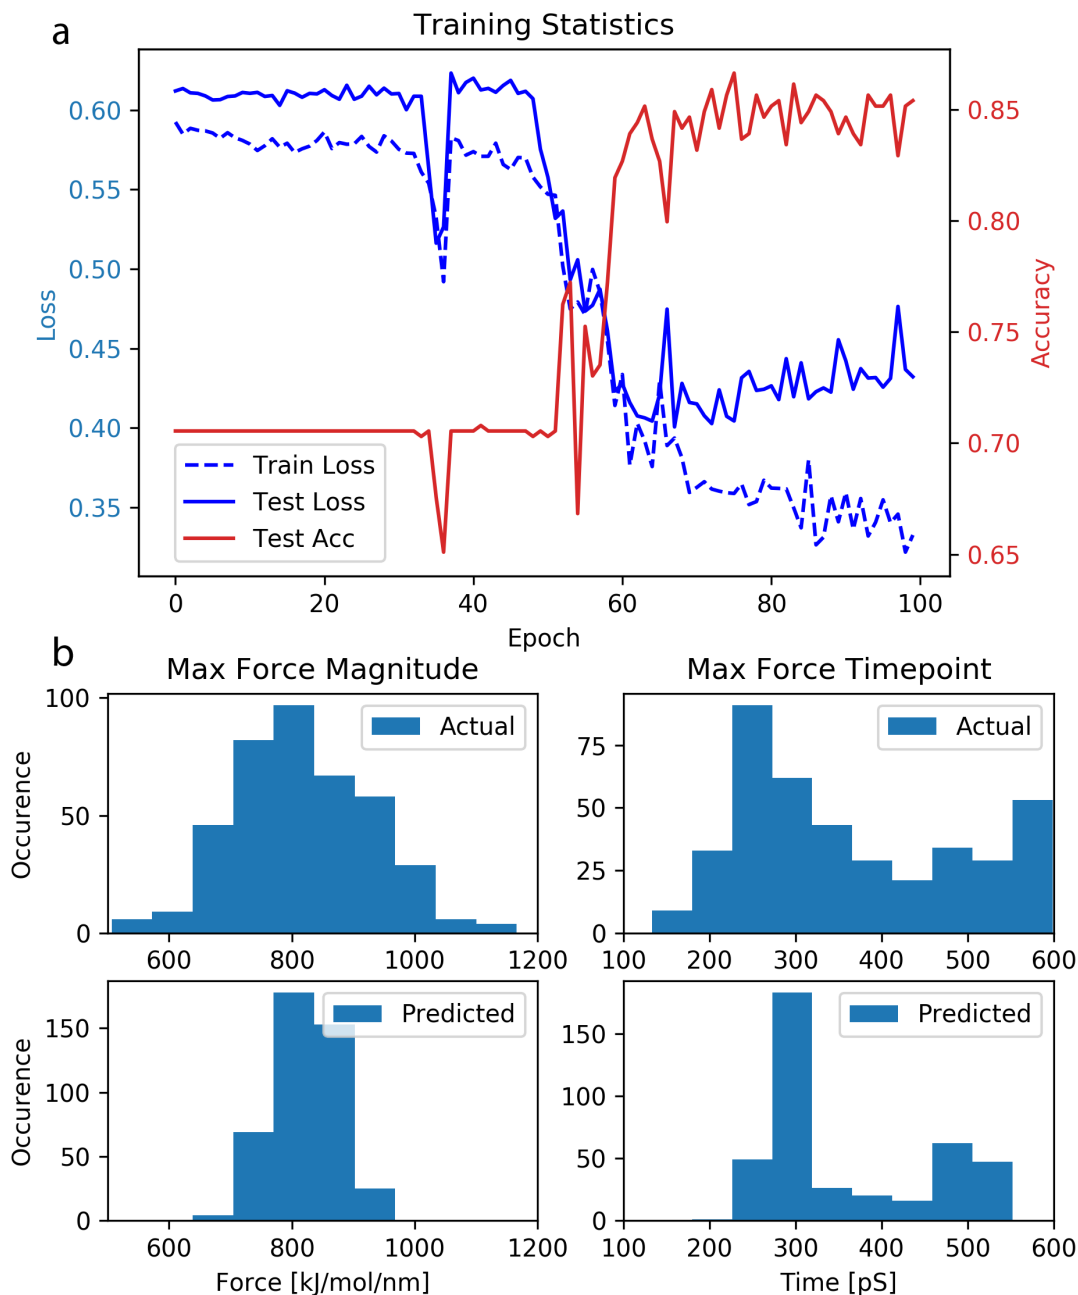 a
Training Statistics
0.60
0.55
0.50
0.45
0.40
0.35
Loss
0.85
0.80
0.75
0.70
0.65
Accuracy
Train Loss
Test Loss
Test Acc
0 20 40 60 80 100
Epoch
b
Max Force Magnitude
Actual
100
50
0
Occurence
600 800 1000 1200
Max Force Timepoint
Actual
75
50
25
0
100 200 300 400 500 600
Predicted
150
100
50
0
Occurence
600 800 1000 1200
Force [kJ/mol/nm]
Predicted
150
100
50
0
100 200 300 400 500 600
Time [pS]